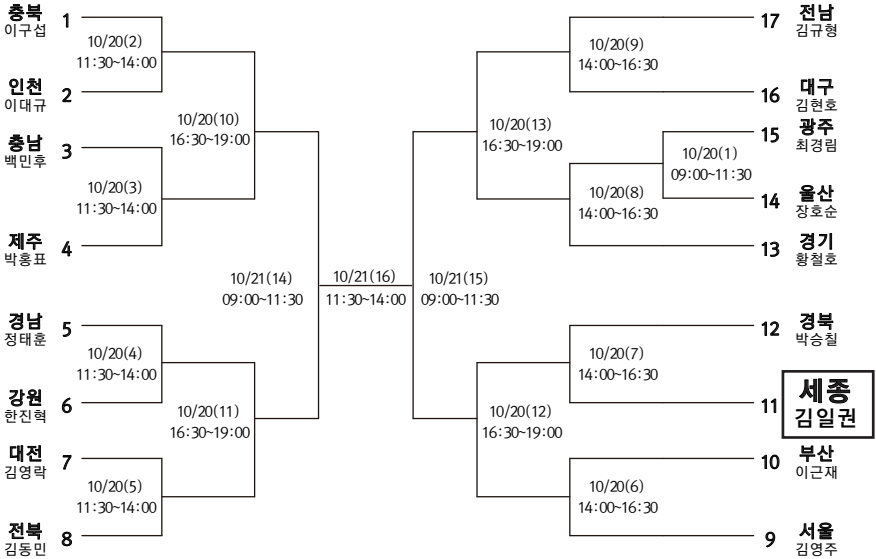 충북 1
이구섭
10/20(2)
11:30~14:00
인천 2
이대규
10/20(10)
16:30~19:00
충남 3
백민후
10/20(3)
11:30~14:00
제주 4
박홍표
10/21(14)
09:00~11:30
경남 5
정태훈
10/20(4)
11:30~14:00
강원 6
한진혁
10/20(11)
16:30~19:00
대전 7
김영락
10/20(5)
11:30~14:00
전북 8
김동민
10/21(16)
11:30~14:00
17 전남
김규형
10/20(9)
14:00~16:30
16 대구
김현호
10/20(13)
16:30~19:00
15 광주
최경림
10/20(1)
09:00~11:30
10/20(8)
14:00~16:30
14 울산
장호순
13 경기
황철호
10/21(15)
09:00~11:30
12 경북
박승칠
10/20(7)
14:00~16:30
11 세종
김일권
10/20(12)
16:30~19:00
10 부산
이근재
10/20(6)
14:00~16:30
9 서울
김영주